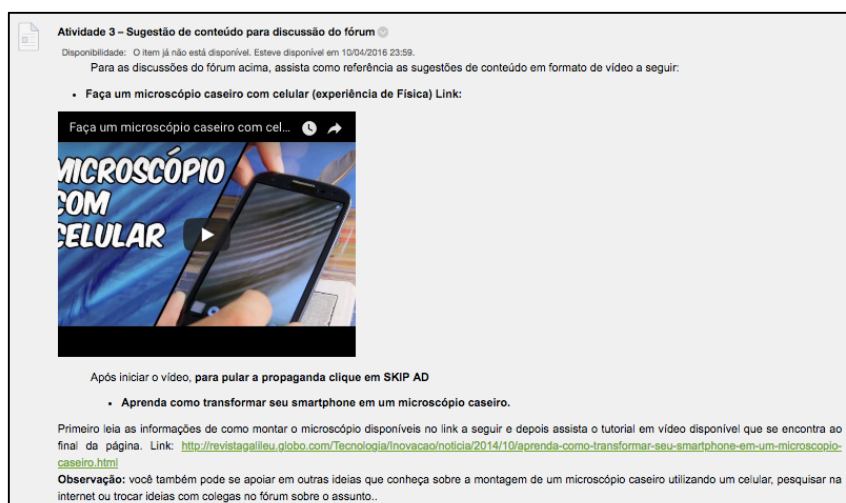 Atividade 3 – Sugestão de conteúdo para discussão do fórum
Disponibilidade: O item já não está disponível. Esteve disponível em 10/04/2016 23:59.
Para as discussões do fórum acima, assista como referência as sugestões de conteúdo em formato de vídeo a seguir:
• Faça um microscópio caseiro com celular (experiência de Física) Link:
Faça um microscópio caseiro com cel...
MICROSCÓPIO
COM
CELULAR
Após iniciar o vídeo, para pular a propaganda clique em SKIP AD
• Aprenda como transformar seu smartphone em um microscópio caseiro.
Primeiro leia as informações de como montar o microscópio disponíveis no link a seguir e depois assista o tutorial em vídeo disponível que se encontra ao
final da página. Link: http://revistagalileu.globo.com/Tecnologia/Inovacao/noticia/2014/10/aprenda-como-transformar-seu-smartphone-em-um-microscopio-
caseiro.html
Observação: você também pode se apoiar em outras ideias que conheça sobre a montagem de um microscópio caseiro utilizando um celular, pesquisar na
internet ou trocar ideias com colegas no fórum sobre o assunto..